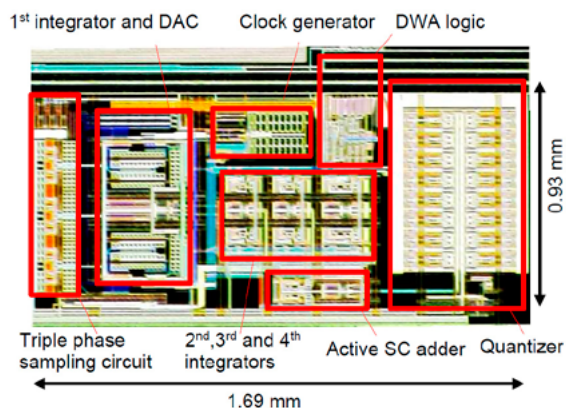 1st integrator and DAC
Clock generator
DWA logic
0.93 mm
Triple phase
sampling circuit
2nd,3rd and 4th
integrators
Active SC adder
Quantizer
1.69 mm